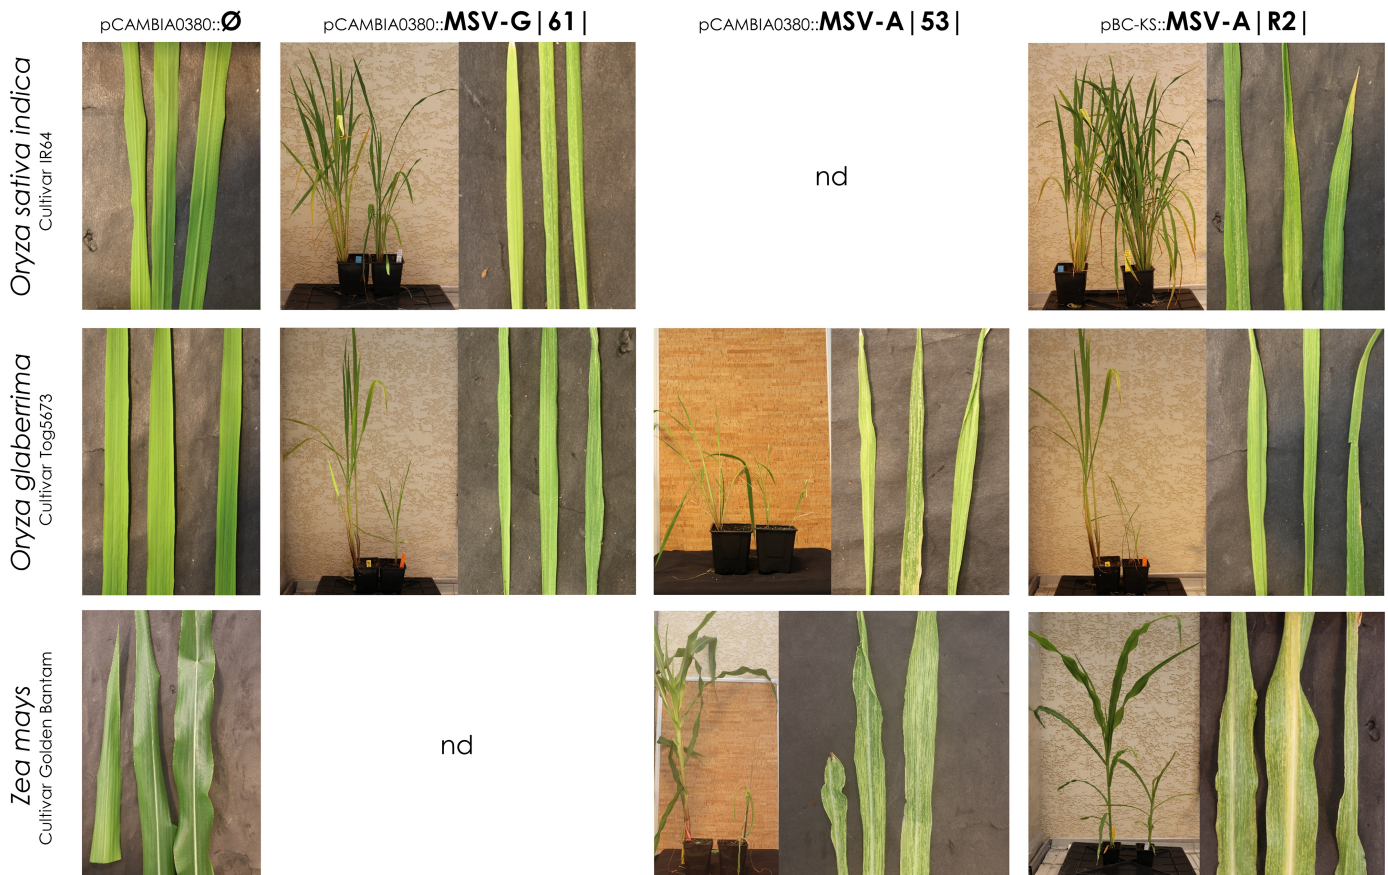 pCAMBIA0380::Ø
pCAMBIA0380::MSV-G|61|
pCAMBIA0380::MSV-A|53|
pBC-KS::MSV-A|R2|
Oryza sativa indica
Cultivar IR64
nd
Oryza glaberrima
Cultivar Tog5673
Zea mays
Cultivar Golden Bantam
nd